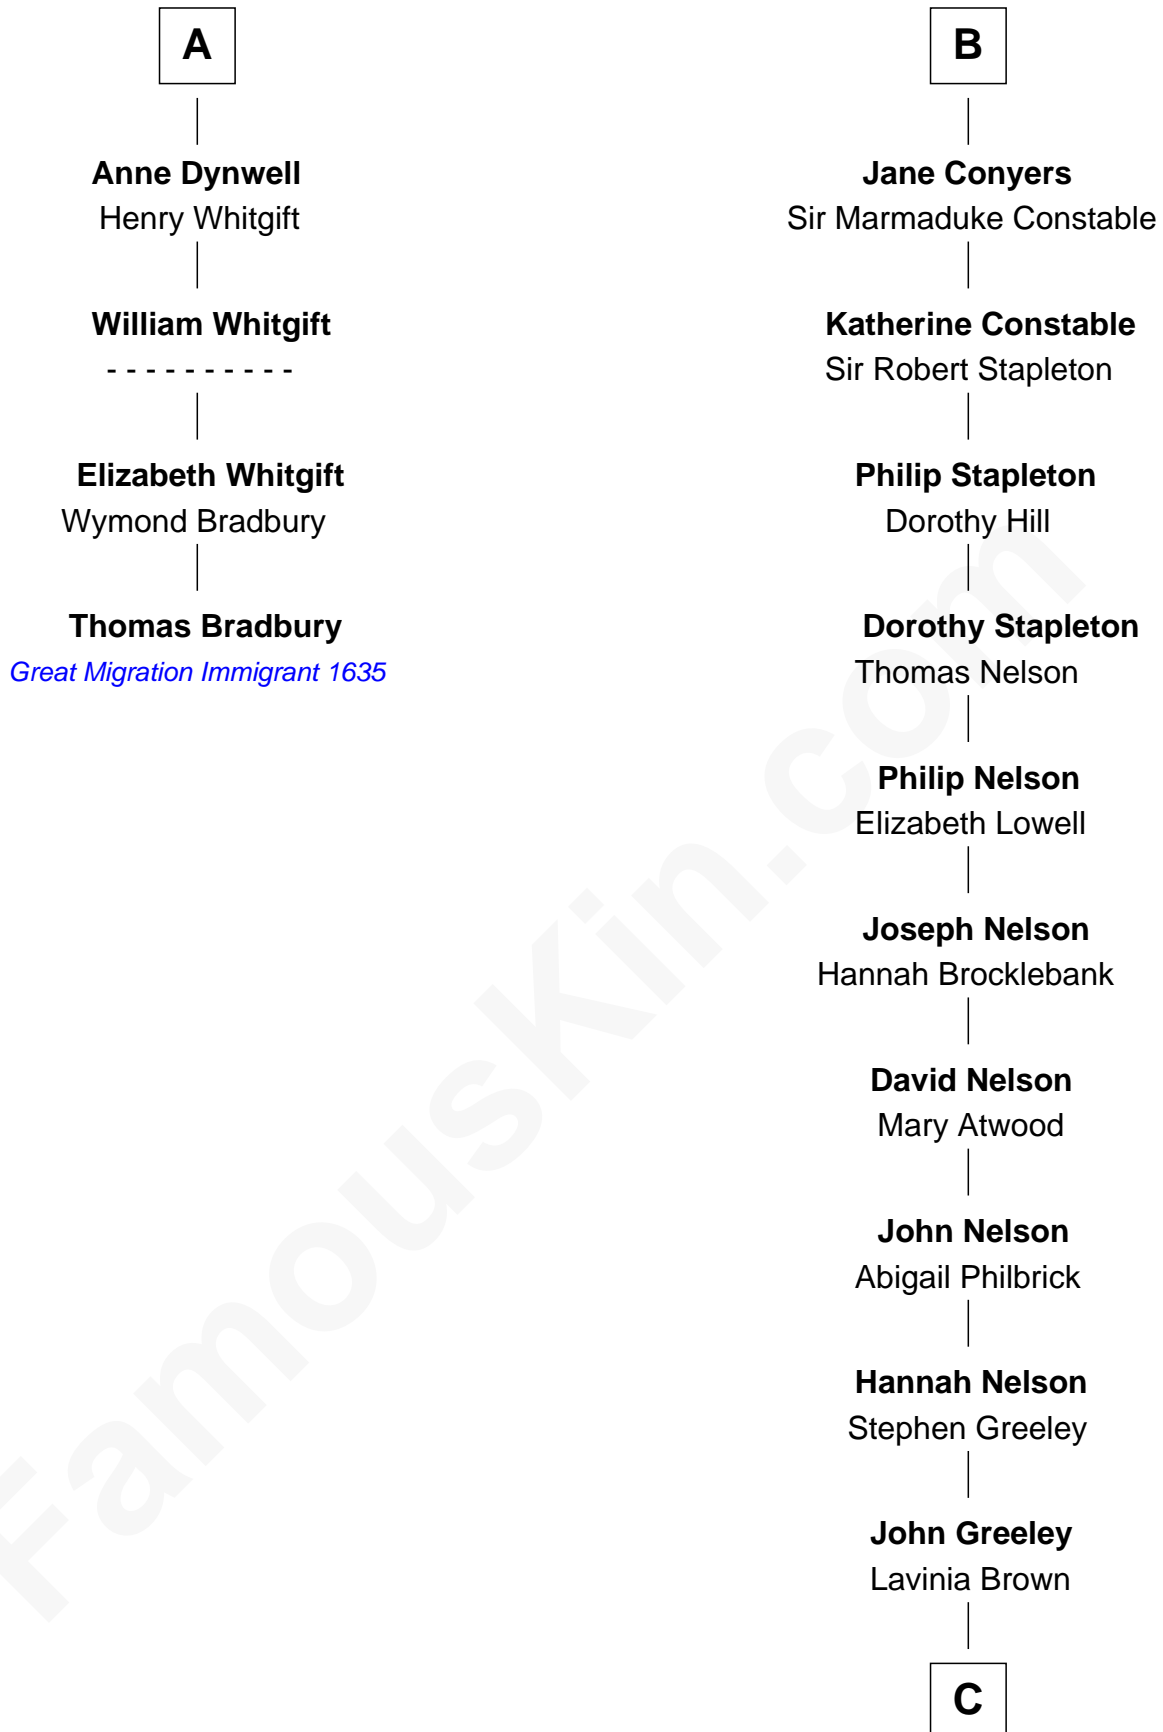 A
Anne Dynwell
Henry Whitgift
William Whitgift
- - - - - - - - - -
Elizabeth Whitgift
Wymond Bradbury
Thomas Bradbury
Great Migration Immigrant 1635
B
Jane Conyers
Sir Marmaduke Constable
Katherine Constable
Sir Robert Stapleton
Philip Stapleton
Dorothy Hill
Dorothy Stapleton
Thomas Nelson
Philip Nelson
Elizabeth Lowell
Joseph Nelson
Hannah Brocklebank
David Nelson
Mary Atwood
John Nelson
Abigail Philbrick
Hannah Nelson
Stephen Greeley
John Greeley
Lavinia Brown
C
FamousKin.com